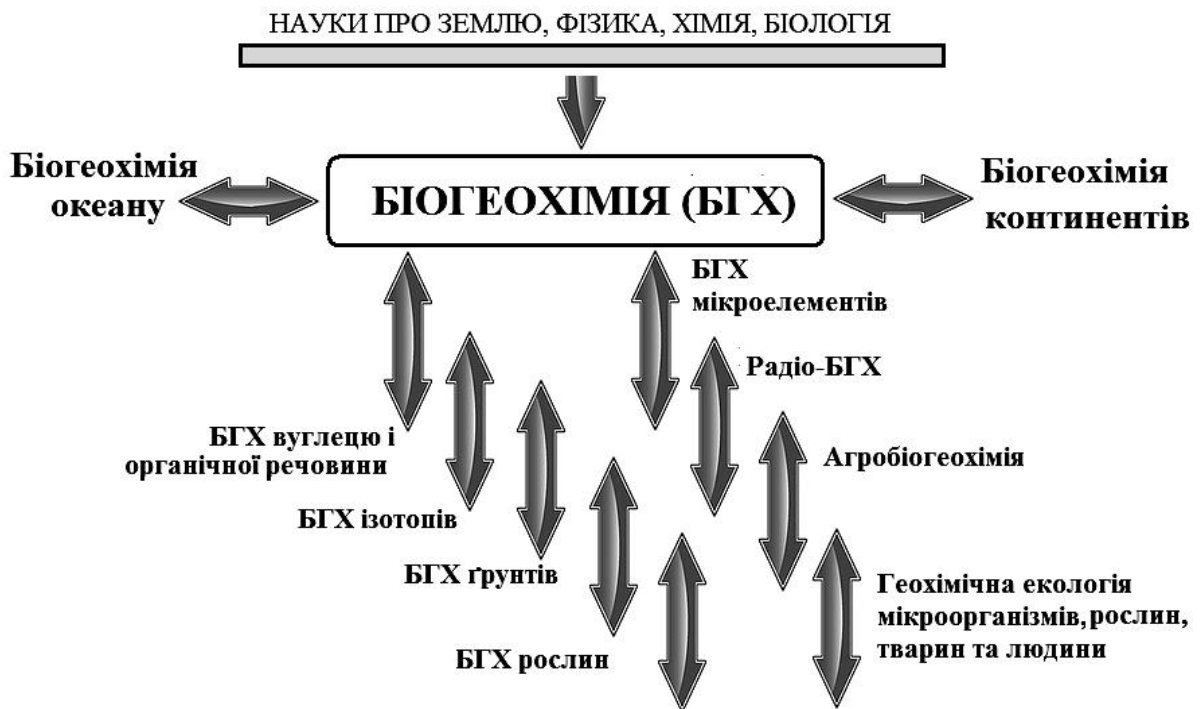 НАУКИ ПРО ЗЕМЛЮ, ФІЗИКА, ХІМІЯ, БІОЛОГІЯ
Біогеохімія
океану
БІОГЕОХІМІЯ (БГХ)
Біогеохімія
континентів
БГХ
мікроелементів
Радіо-БГХ
БГХ вуглецю і
органічної речовини
Агробіогеохімія
БГХ ізотопів
БГХ ґрунтів
Геохімічна екологія
мікроорганізмів, рослин,
тварин та людини
БГХ рослин